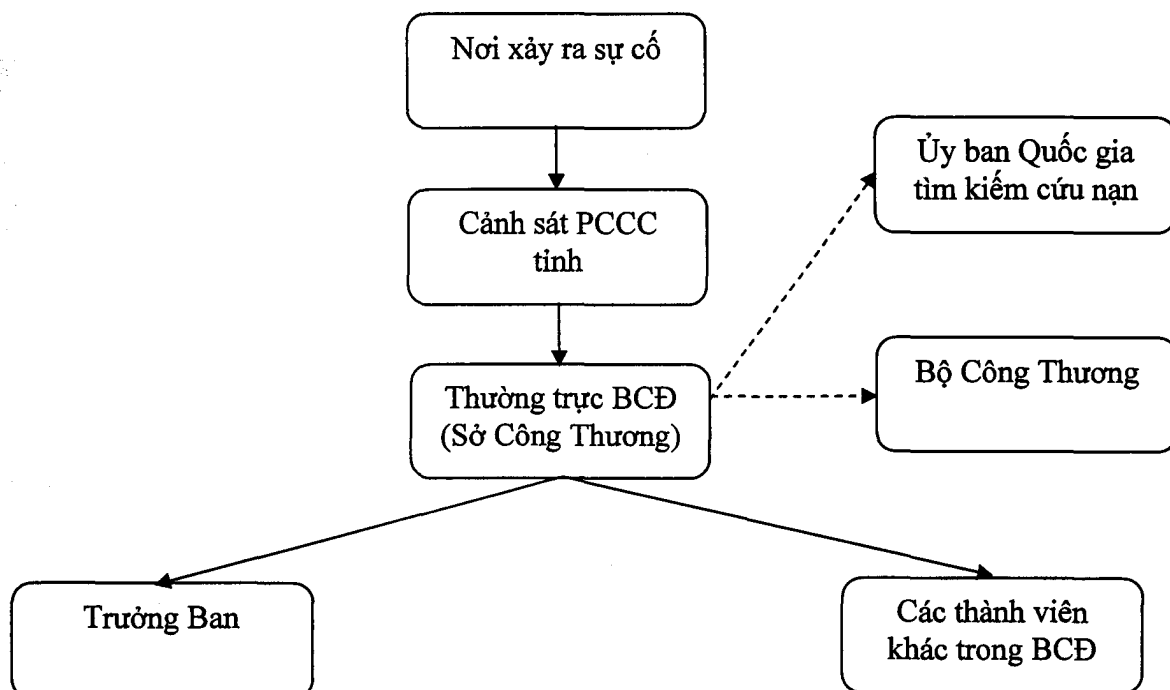 Nơi xảy ra sự cố
Ủy ban Quốc gia
tìm kiếm cứu nạn
Cảnh sát PCCC
tỉnh
Bộ Công Thương
Thường trực BCĐ
(Sở Công Thương)
Trưởng Ban
Các thành viên
khác trong BCĐ